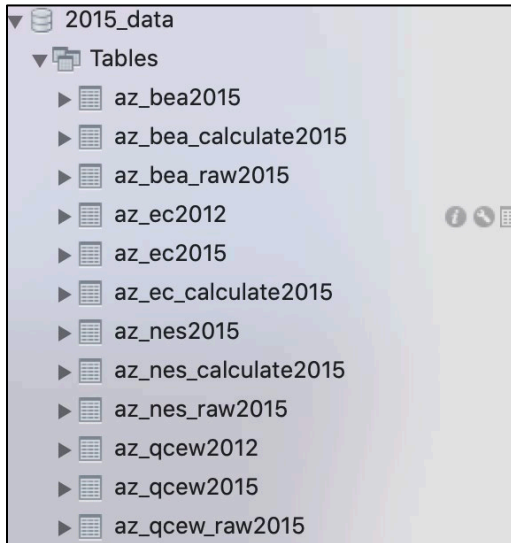 2015_data
Tables
az_bea2015
az_bea_calculate2015
az_bea_raw2015
az_ec2012
az_ec2015
az_ec_calculate2015
az_nes2015
az_nes_calculate2015
az_nes_raw2015
az_qcew2012
az_qcew2015
az_qcew_raw2015